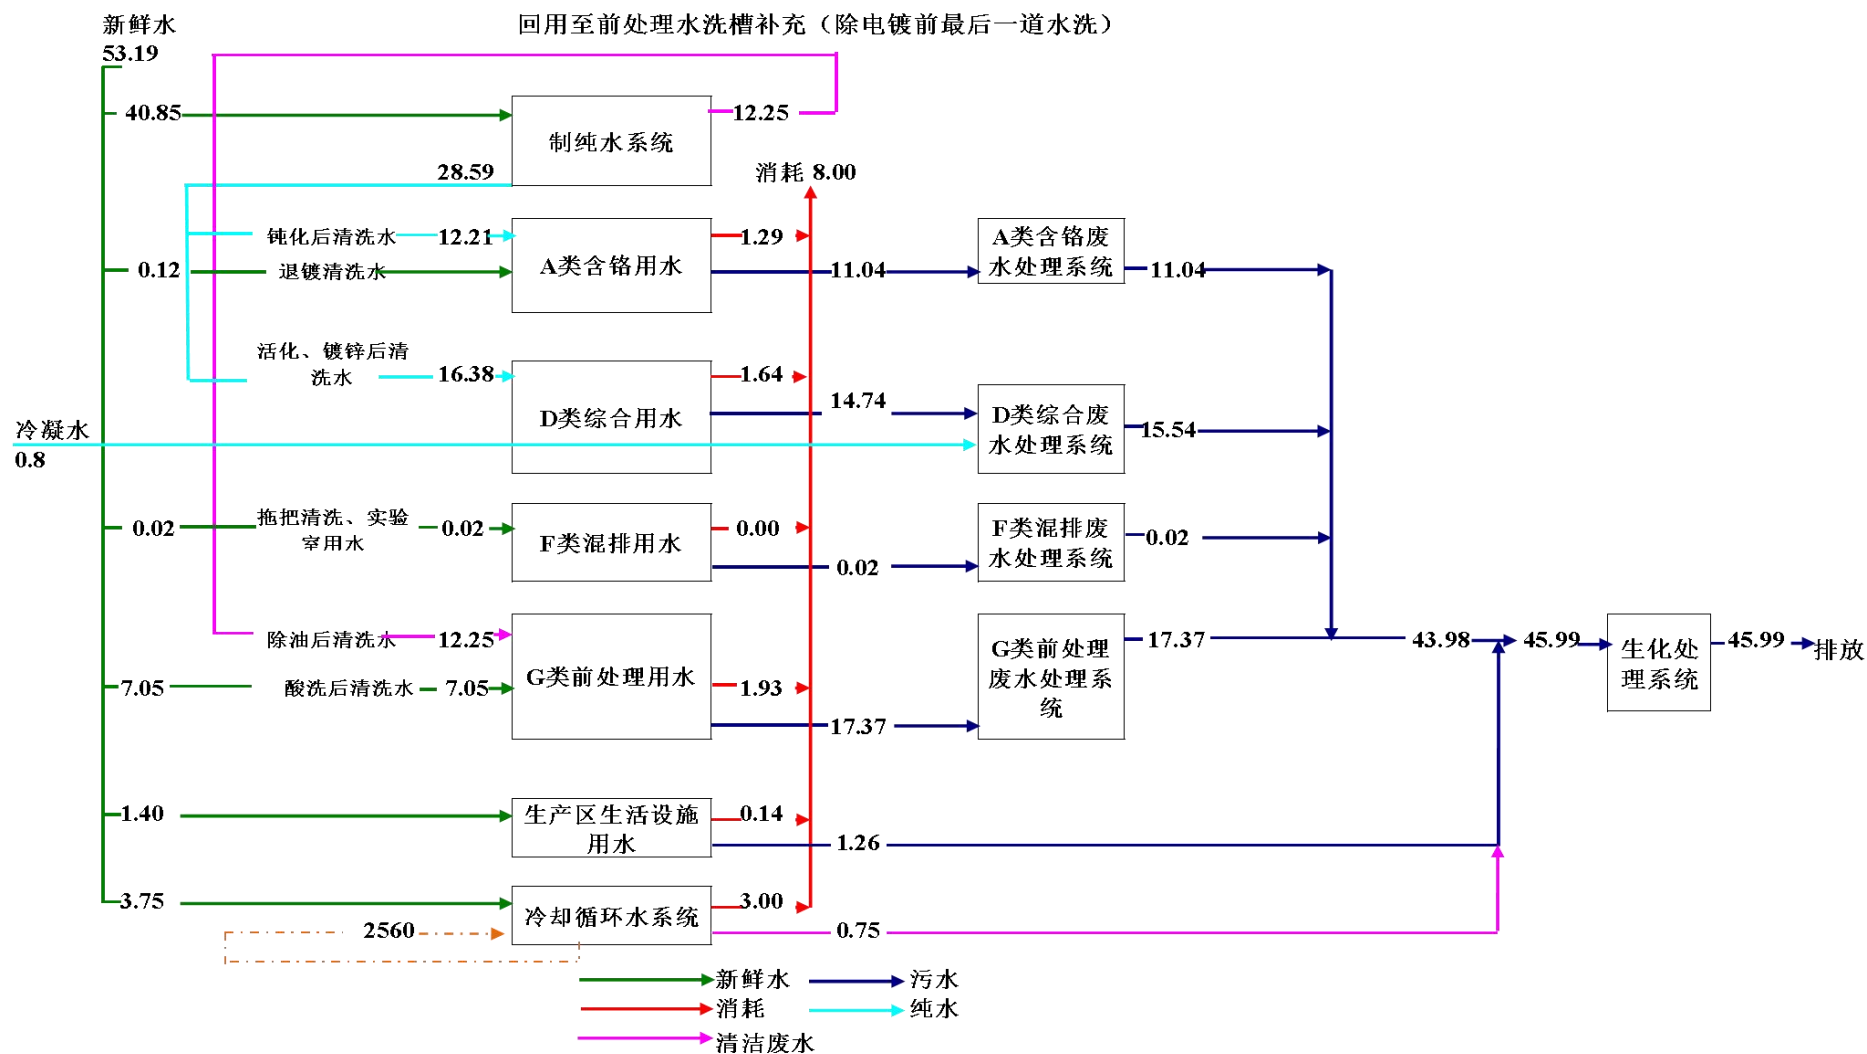 新鲜水
53.19
回用至前处理水洗槽补充（除电镀前最后一道水洗）
40.85
制纯水系统
12.25
28.59
消耗 8.00
钝化后清洗水
12.21
A类含铬用水
1.29
0.12
退镀清洗水
11.04
A类含铬废
水处理系统
11.04
活化、镀锌后清
洗水
16.38
D类综合用水
1.64
14.74
D类综合废
水处理系统
15.54
冷凝水
0.8
0.02
拖把清洗、实验
室用水
0.02
F类混排用水
0.00
0.02
F类混排废
水处理系统
0.02
除油后清洗水
12.25
G类前处理用水
7.05
酸洗后清洗水
7.05
1.93
17.37
G类前处理
废水处理系
统
17.37
43.98
45.99
生化处
理系统
45.99
排放
1.40
生产区生活设施
用水
0.14
1.26
3.75
冷却循环水系统
3.00
2560
0.75
新鲜水
污水
消耗
纯水
清洁废水